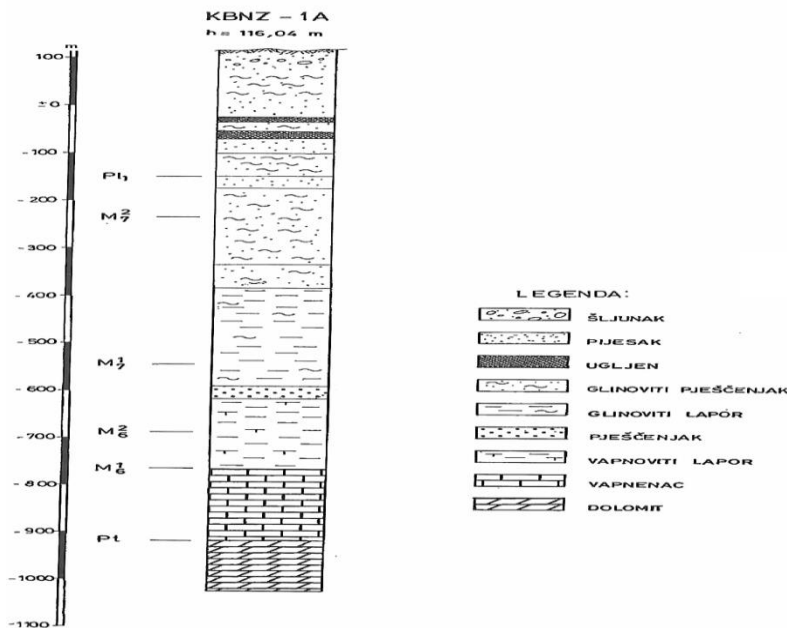 KBNZ - 1A
h = 116,04 m
m
100
±0
-100
-200
-300
-400
-500
-600
-700
-800
-900
-1000
-1100
Pl₁
M²₇
M¹₇
M²₆
M¹₆
Pt
LEGENDA:
ŠLJUNAK
PIJESAK
UGLJEN
GLINOVITI PJEŠČENJAK
GLINOVITI LAPOR
PJEŠČENJAK
VAPNOVITI LAPOR
VAPNENAC
DOLOMIT